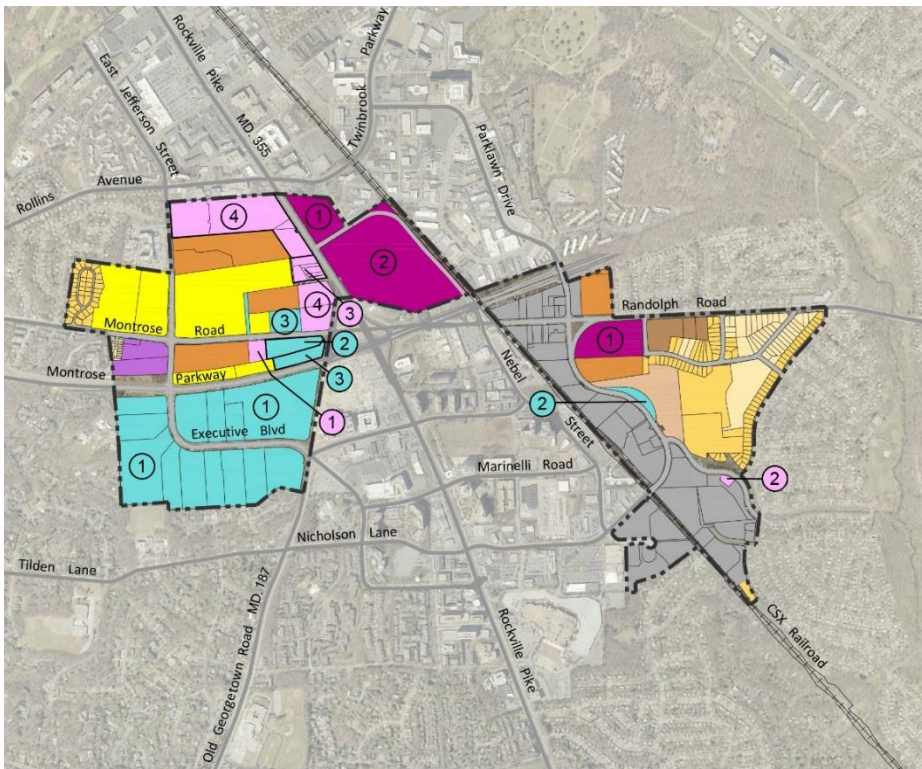 Rockville Pike
MD. 355
East Jefferson Street
Twinbrook Parkway
Parklawn Drive
Rollins Avenue
4
1
2
Randolph Road
Montrose Road
3
4
3
1
2
Montrose Parkway
3
1
Executive Blvd
1
1
2
Nebel Street
Marinelli Road
2
Nicholson Lane
Tilden Lane
Old Georgetown Road MD. 187
Rockville Pike
CSX Railroad